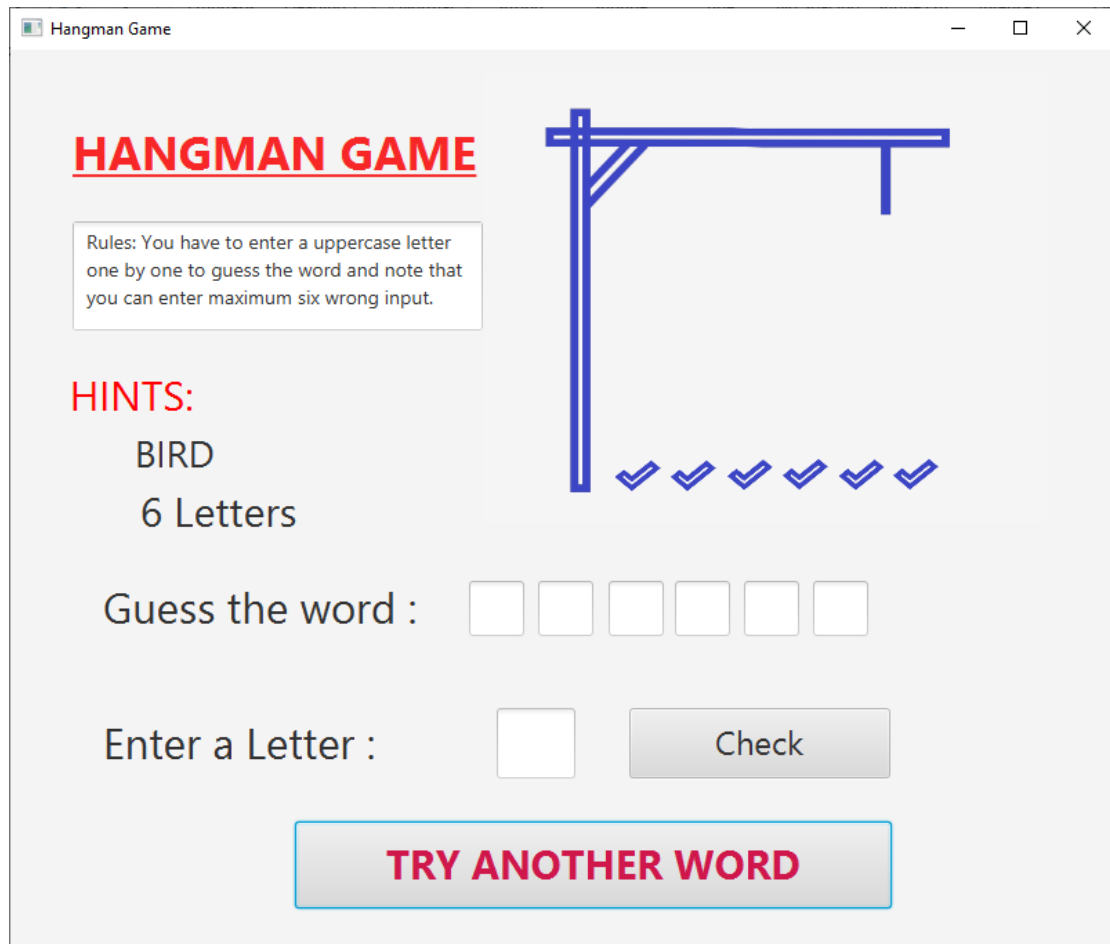 Hangman Game
HANGMAN GAME
Rules: You have to enter a uppercase letter
one by one to guess the word and note that
you can enter maximum six wrong input.
HINTS:
BIRD
6 Letters
Guess the word :
Enter a Letter :
Check
TRY ANOTHER WORD